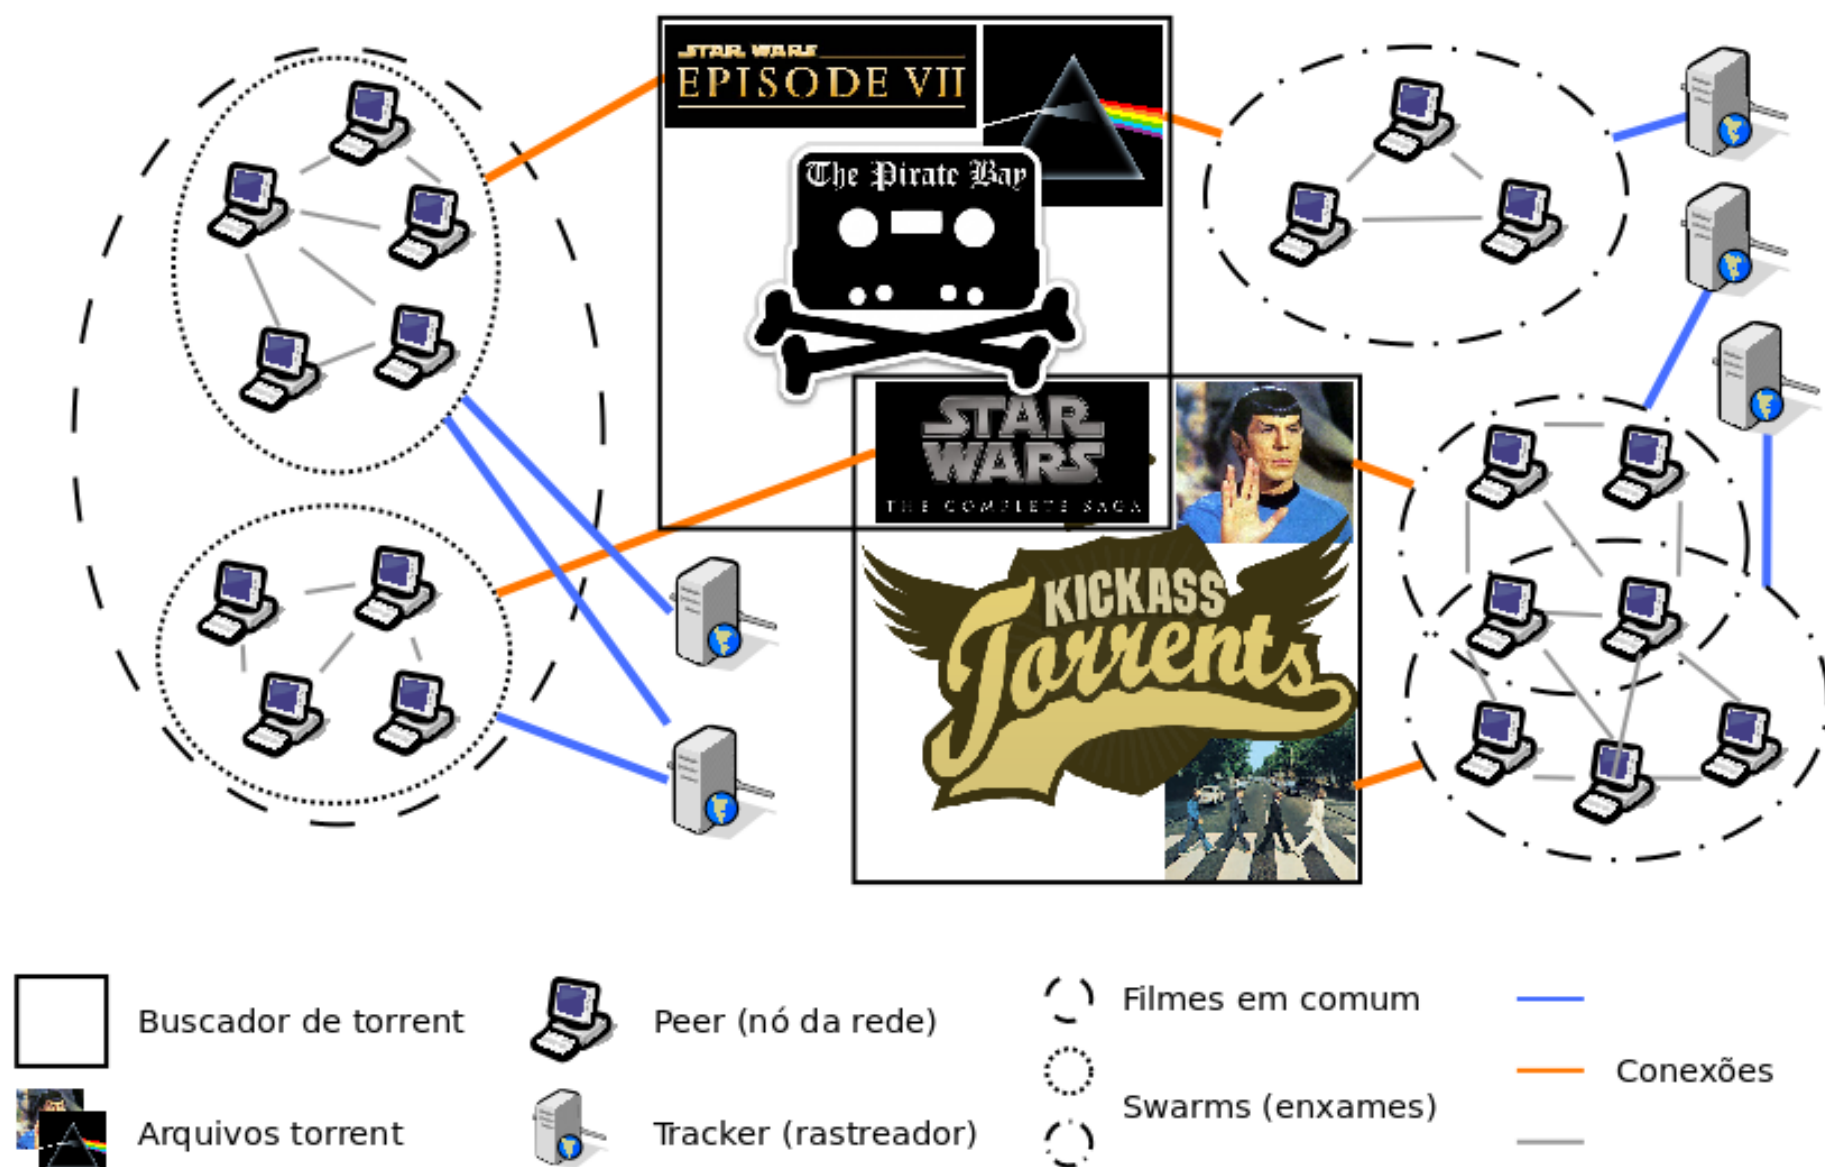 STAR WARS
EPISODE VII
The Pirate Bay
STAR
WARS
THE COMPLETE SAGA
KICKASS
Torrents
Buscador de torrent
Peer (nó da rede)
Filmes em comum
Conexões
Arquivos torrent
Tracker (rastreador)
Swarms (enxames)